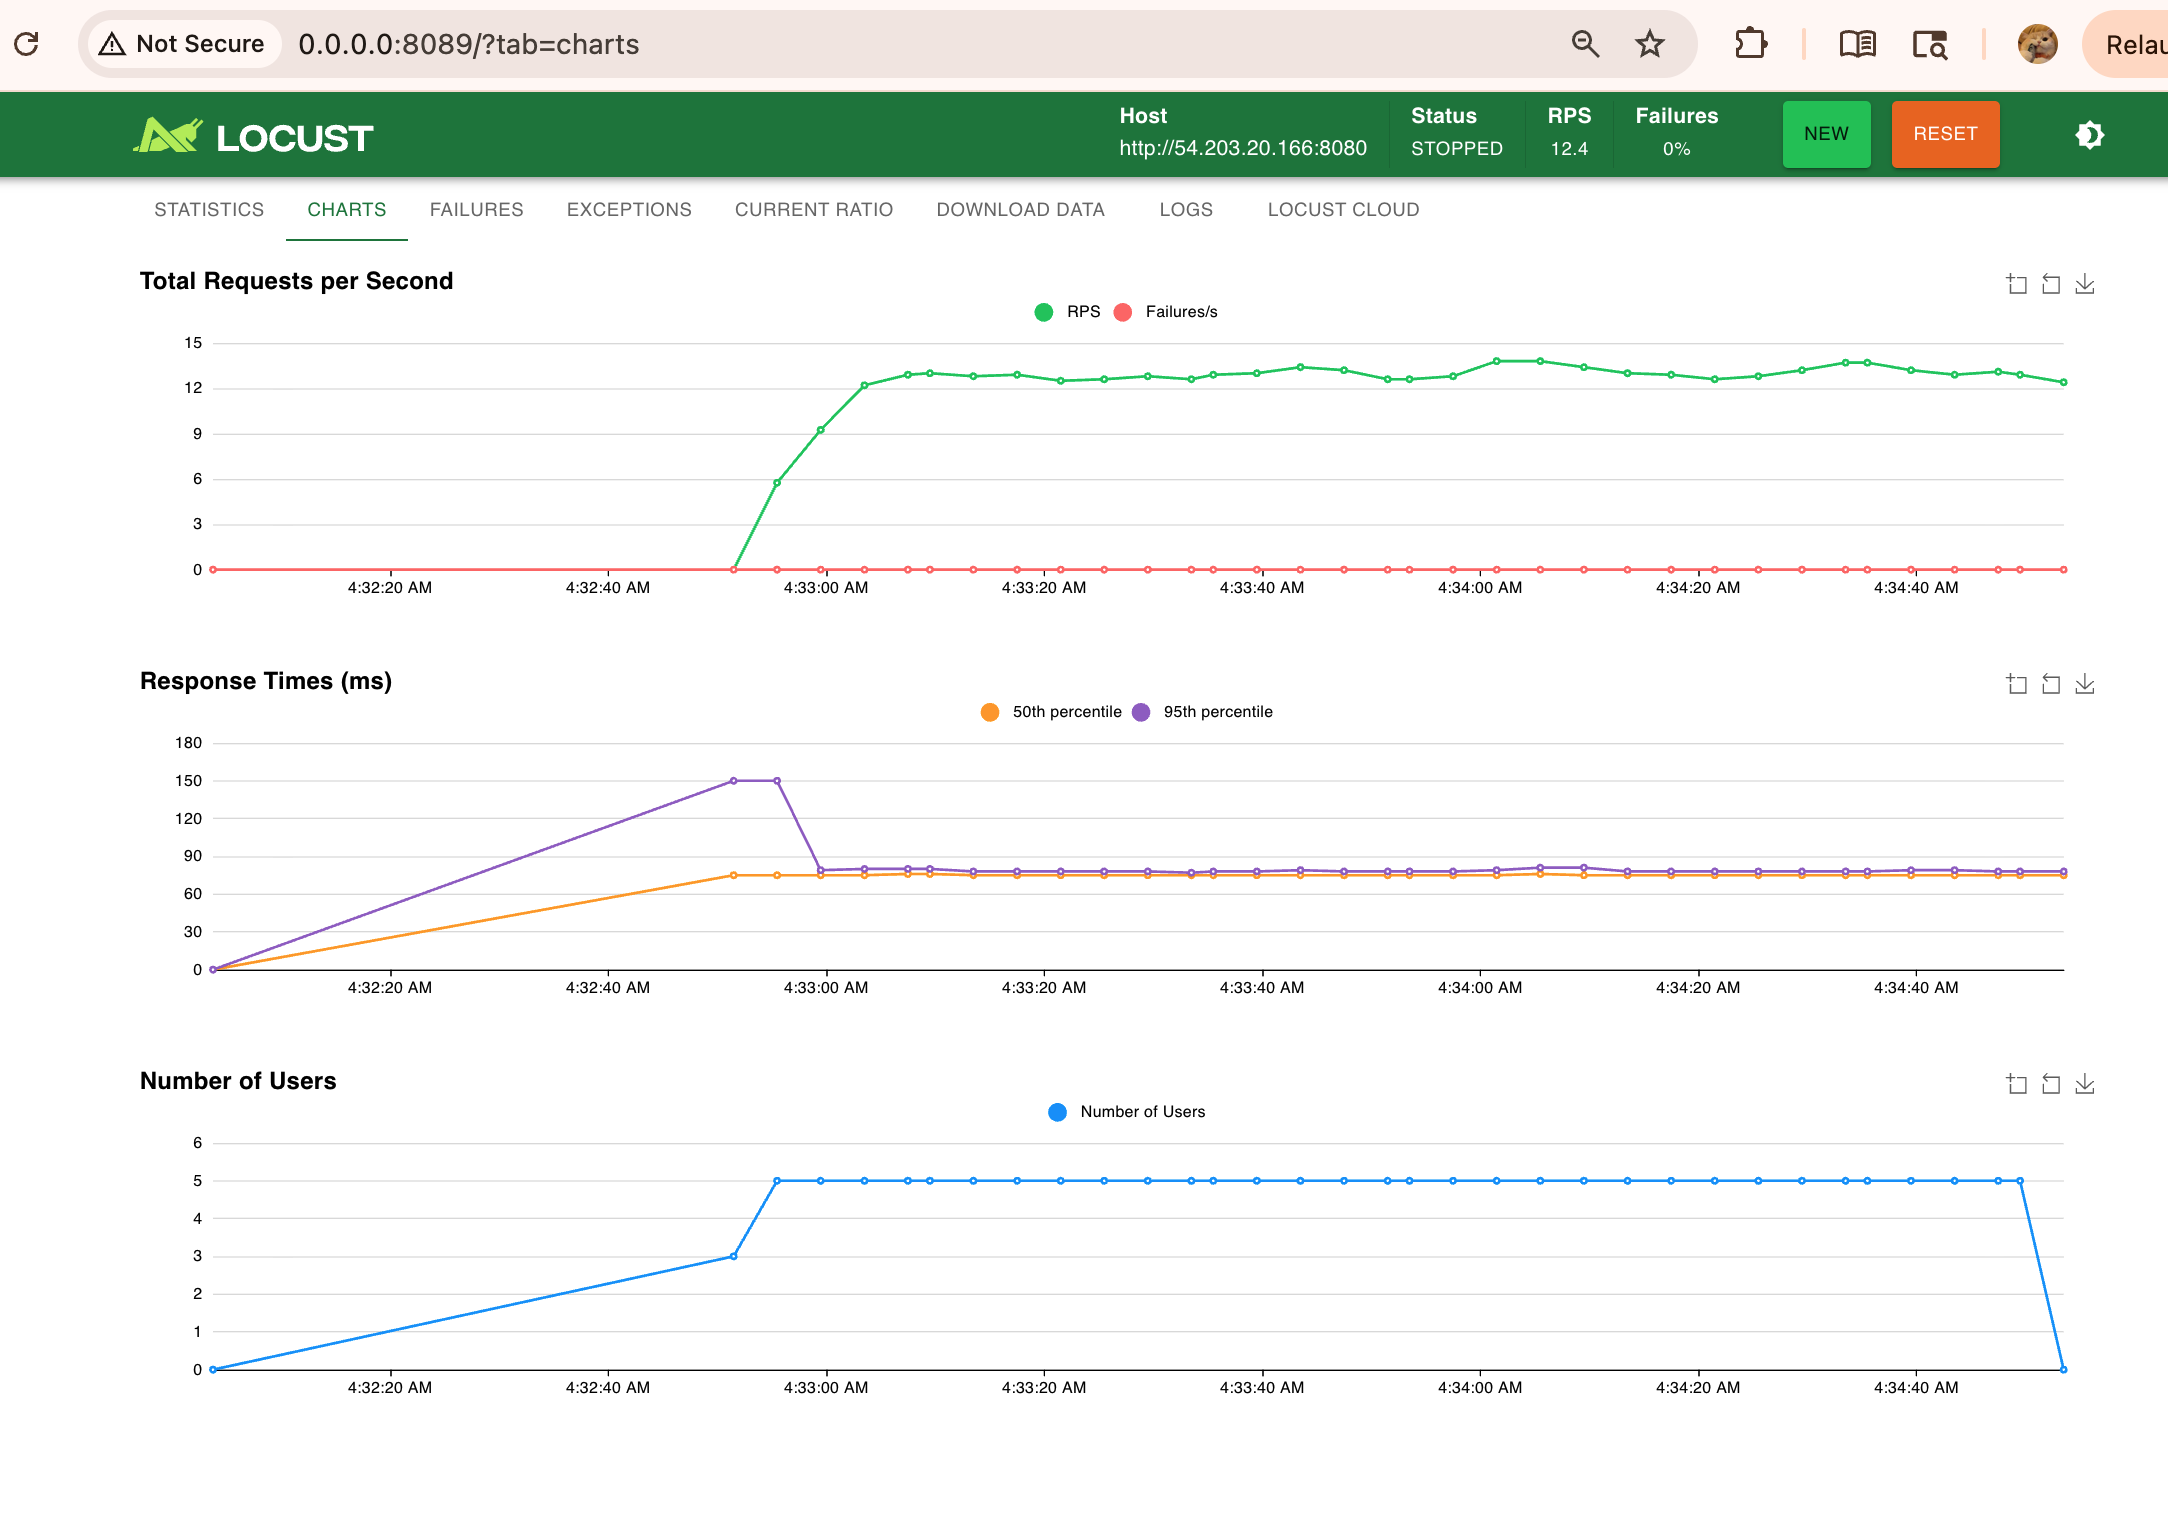 Not Secure 0.0.0.0:8089/?tab=charts Relau
LOCUST
Host Status RPS Failures
http://54.203.20.166:8080 STOPPED 12.4 0%
NEW RESET
STATISTICS CHARTS FAILURES EXCEPTIONS CURRENT RATIO DOWNLOAD DATA LOGS LOCUST CLOUD
Total Requests per Second
RPS Failures/s
15
12
9
6
3
0
4:32:20 AM 4:32:40 AM 4:33:00 AM 4:33:20 AM 4:33:40 AM 4:34:00 AM 4:34:20 AM 4:34:40 AM
Response Times (ms)
50th percentile 95th percentile
180
150
120
90
60
30
0
4:32:20 AM 4:32:40 AM 4:33:00 AM 4:33:20 AM 4:33:40 AM 4:34:00 AM 4:34:20 AM 4:34:40 AM
Number of Users
Number of Users
6
5
4
3
2
1
0
4:32:20 AM 4:32:40 AM 4:33:00 AM 4:33:20 AM 4:33:40 AM 4:34:00 AM 4:34:20 AM 4:34:40 AM